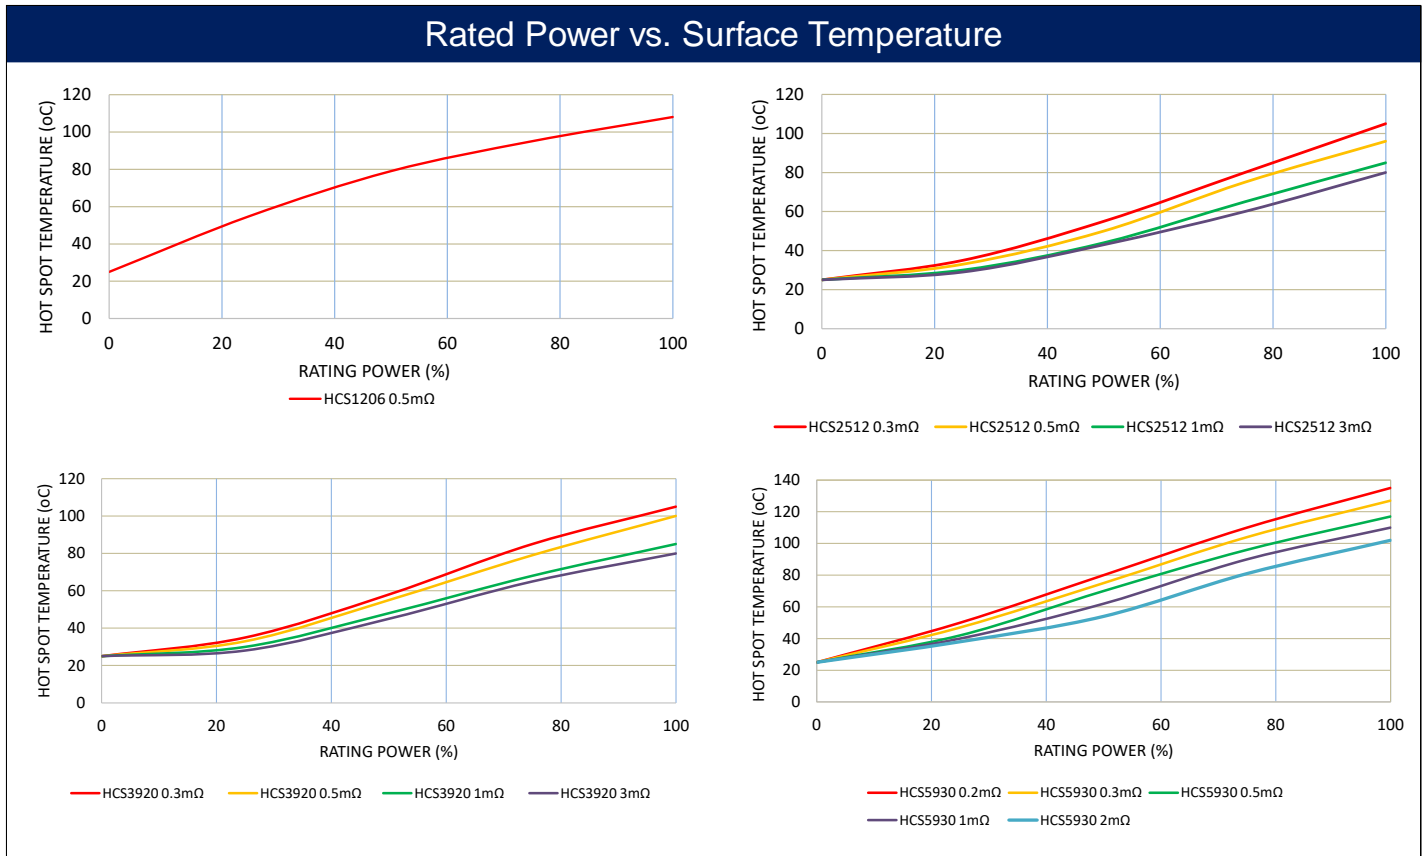 Rated Power vs. Surface Temperature
HOT SPOT TEMPERATURE (oC)
120
100
80
60
40
20
0
0 20 40 60 80 100
RATING POWER (%)
HCS1206 0.5mΩ
HOT SPOT TEMPERATURE (oC)
120
100
80
60
40
20
0
0 20 40 60 80 100
RATING POWER (%)
HCS2512 0.3mΩ HCS2512 0.5mΩ HCS2512 1mΩ HCS2512 3mΩ
HOT SPOT TEMPERATURE (oC)
120
100
80
60
40
20
0
0 20 40 60 80 100
RATING POWER (%)
HCS3920 0.3mΩ HCS3920 0.5mΩ HCS3920 1mΩ HCS3920 3mΩ
HOT SPOT TEMPERATURE (oC)
140
120
100
80
60
40
20
0
0 20 40 60 80 100
RATING POWER (%)
HCS5930 0.2mΩ HCS5930 0.3mΩ HCS5930 0.5mΩ
HCS5930 1mΩ HCS5930 2mΩ